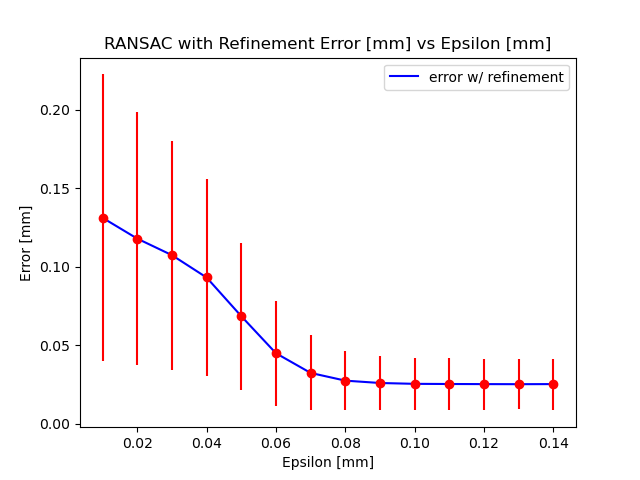 RANSAC with Refinement Error [mm] vs Epsilon [mm]
error w/ refinement
Error [mm]
0.20
0.15
0.10
0.05
0.00
0.02 0.04 0.06 0.08 0.10 0.12 0.14
Epsilon [mm]